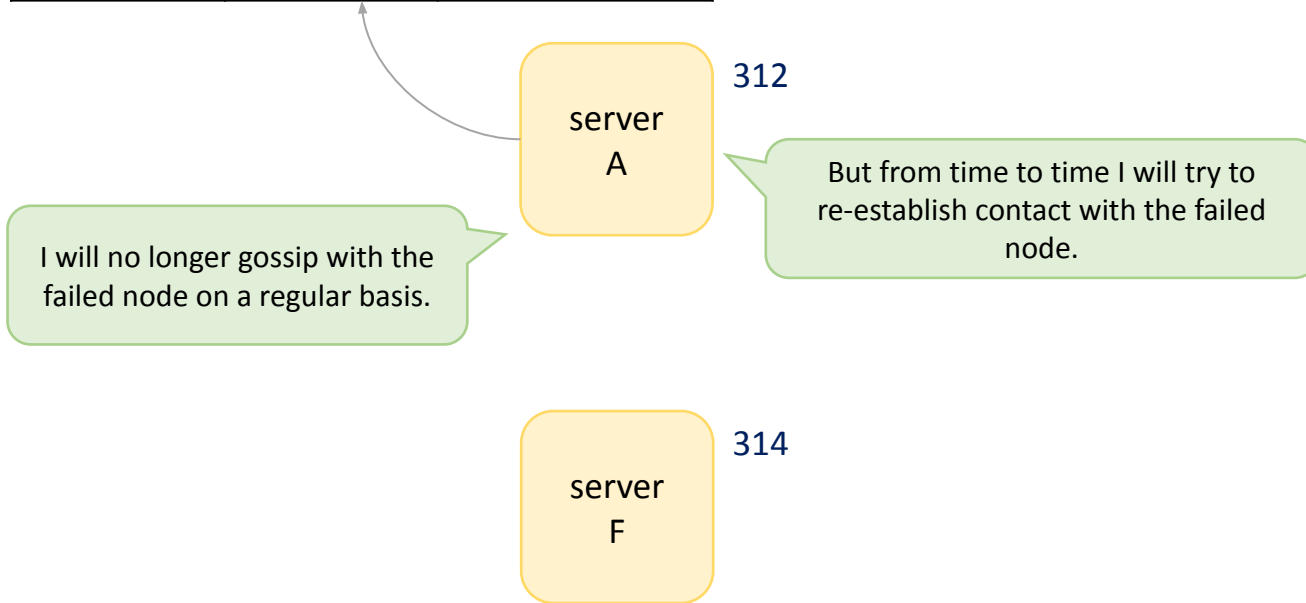 312
server
A
But from time to time I will try to
re-establish contact with the failed
node.
I will no longer gossip with the
failed node on a regular basis.
314
server
F